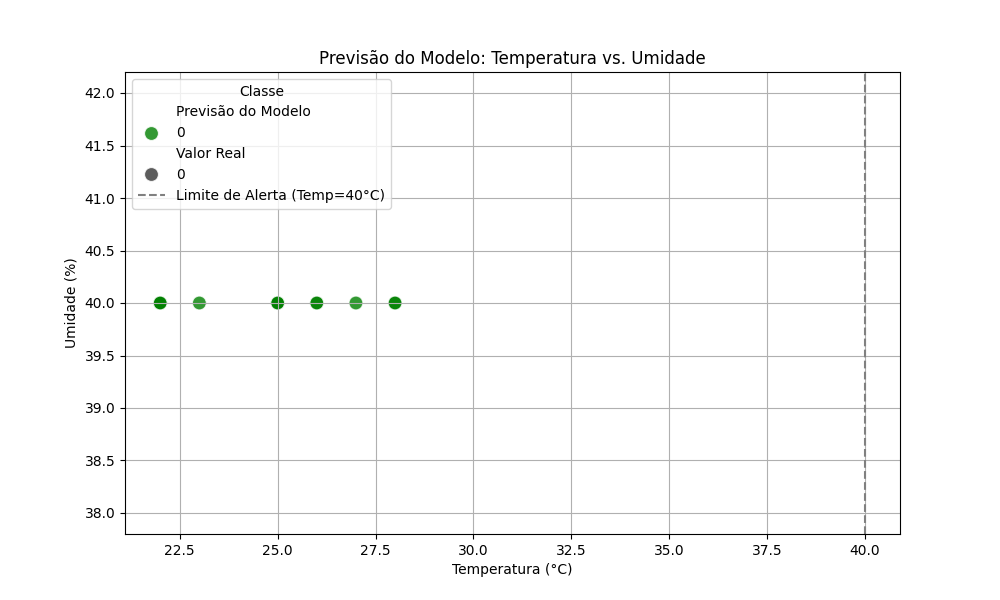 Previsão do Modelo: Temperatura vs. Umidade
Classe
Previsão do Modelo
0
Valor Real
0
Limite de Alerta (Temp=40°C)
Umidade (%)
42.0
41.5
41.0
40.5
40.0
39.5
39.0
38.5
38.0
22.5 25.0 27.5 30.0 32.5 35.0 37.5 40.0
Temperatura (°C)